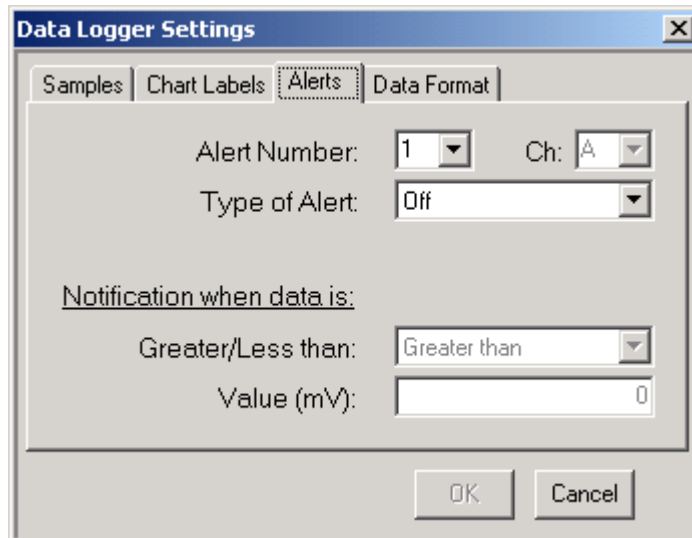 Data Logger Settings
Samples Chart Labels Alerts Data Format
Alert Number: 1 Ch: A
Type of Alert: Off
Notification when data is:
Greater/Less than: Greater than
Value (mV): 0
OK Cancel